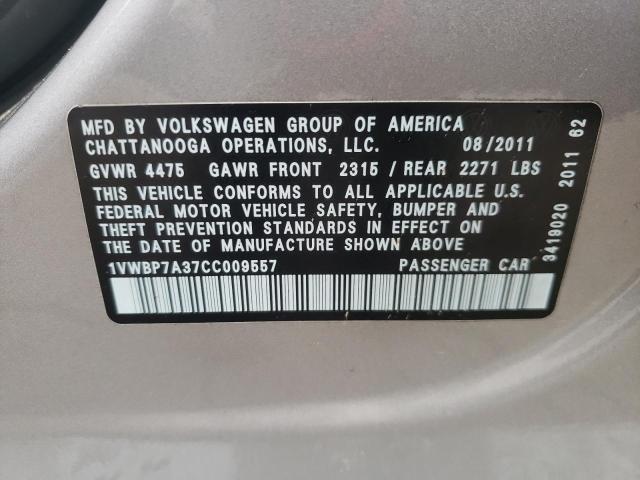 MFD BY VOLKSWAGEN GROUP OF AMERICA
CHATTANOOGA OPERATIONS, LLC. 08/2011
GVWR 4475 GAWR FRONT 2315 / REAR 2271 LBS
THIS VEHICLE CONFORMS TO ALL APPLICABLE U.S.
FEDERAL MOTOR VEHICLE SAFETY, BUMPER AND
THEFT PREVENTION STANDARDS IN EFFECT ON
THE DATE OF MANUFACTURE SHOWN ABOVE
1VWBP7A37CC009557 PASSENGER CAR
3419020 2011 62